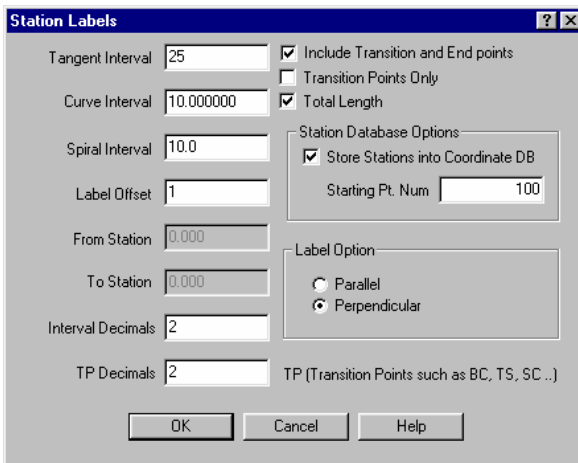 Station Labels
Tangent Interval 25
Curve Interval 10.000000
Spiral Interval 10.0
Label Offset 1
From Station 0.000
To Station 0.000
Interval Decimals 2
TP Decimals 2
Include Transition and End points
Transition Points Only
Total Length
Station Database Options
Store Stations into Coordinate DB
Starting Pt. Num 100
Label Option
Parallel
Perpendicular
TP (Transition Points such as BC, TS, SC ..)
OK Cancel Help